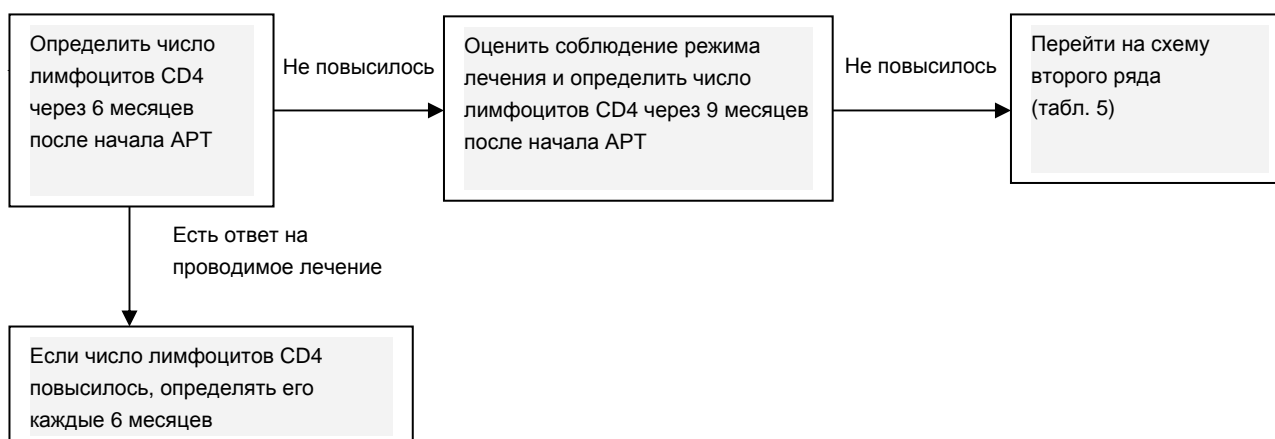 Определить число
лимфоцитов CD4
через 6 месяцев
после начала АРТ
Не повысилось
Оценить соблюдение режима
лечения и определить число
лимфоцитов CD4 через 9 месяцев
после начала АРТ
Не повысилось
Перейти на схему
второго ряда
(табл. 5)
Есть ответ на
проводимое лечение
Если число лимфоцитов CD4
повысилось, определять его
каждые 6 месяцев